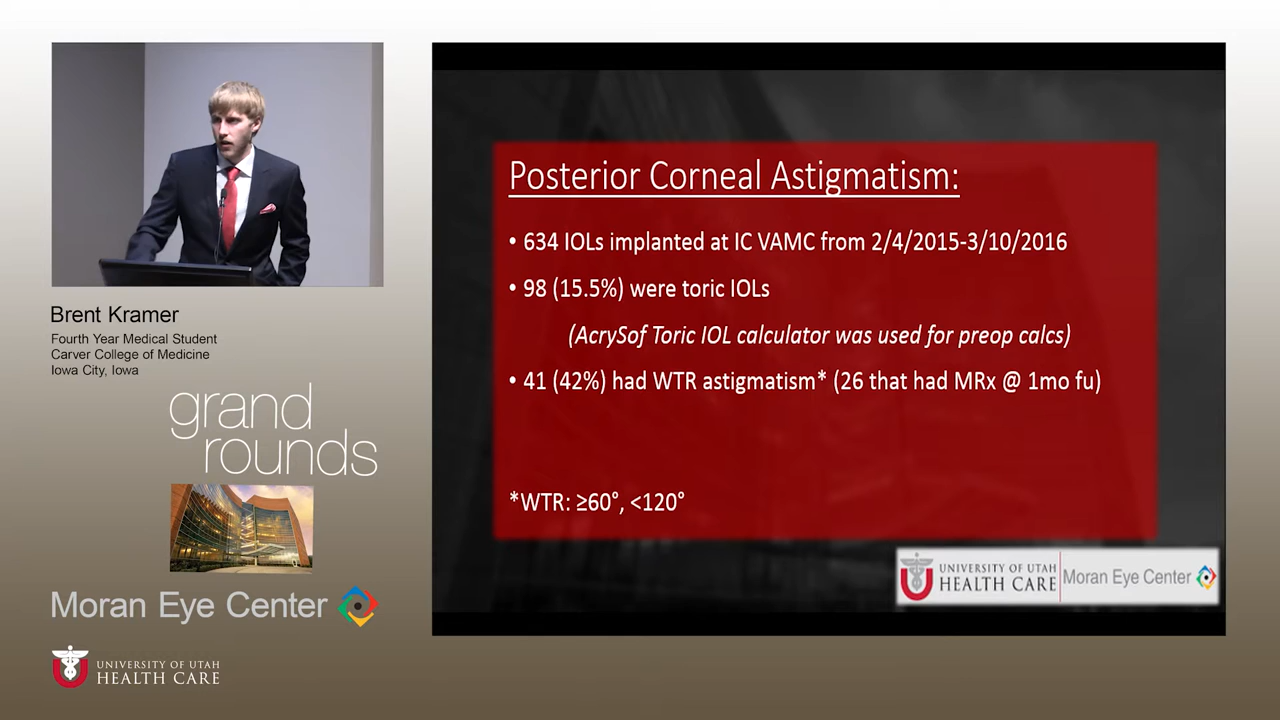 Posterior Corneal Astigmatism:
• 634 IOLs implanted at IC VAMC from 2/4/2015-3/10/2016
• 98 (15.5%) were toric IOLs
(AcrySof Toric IOL calculator was used for preop calcs)
• 41 (42%) had WTR astigmatism* (26 that had MRx @ 1mo fu)
*WTR: ≥60°, <120°
UNIVERSITY OF UTAH
HEALTH CARE
Moran Eye Center
Brent Kramer
Fourth Year Medical Student
Carver College of Medicine
Iowa City, Iowa
grand
rounds
Moran Eye Center
UNIVERSITY OF UTAH
HEALTH CARE